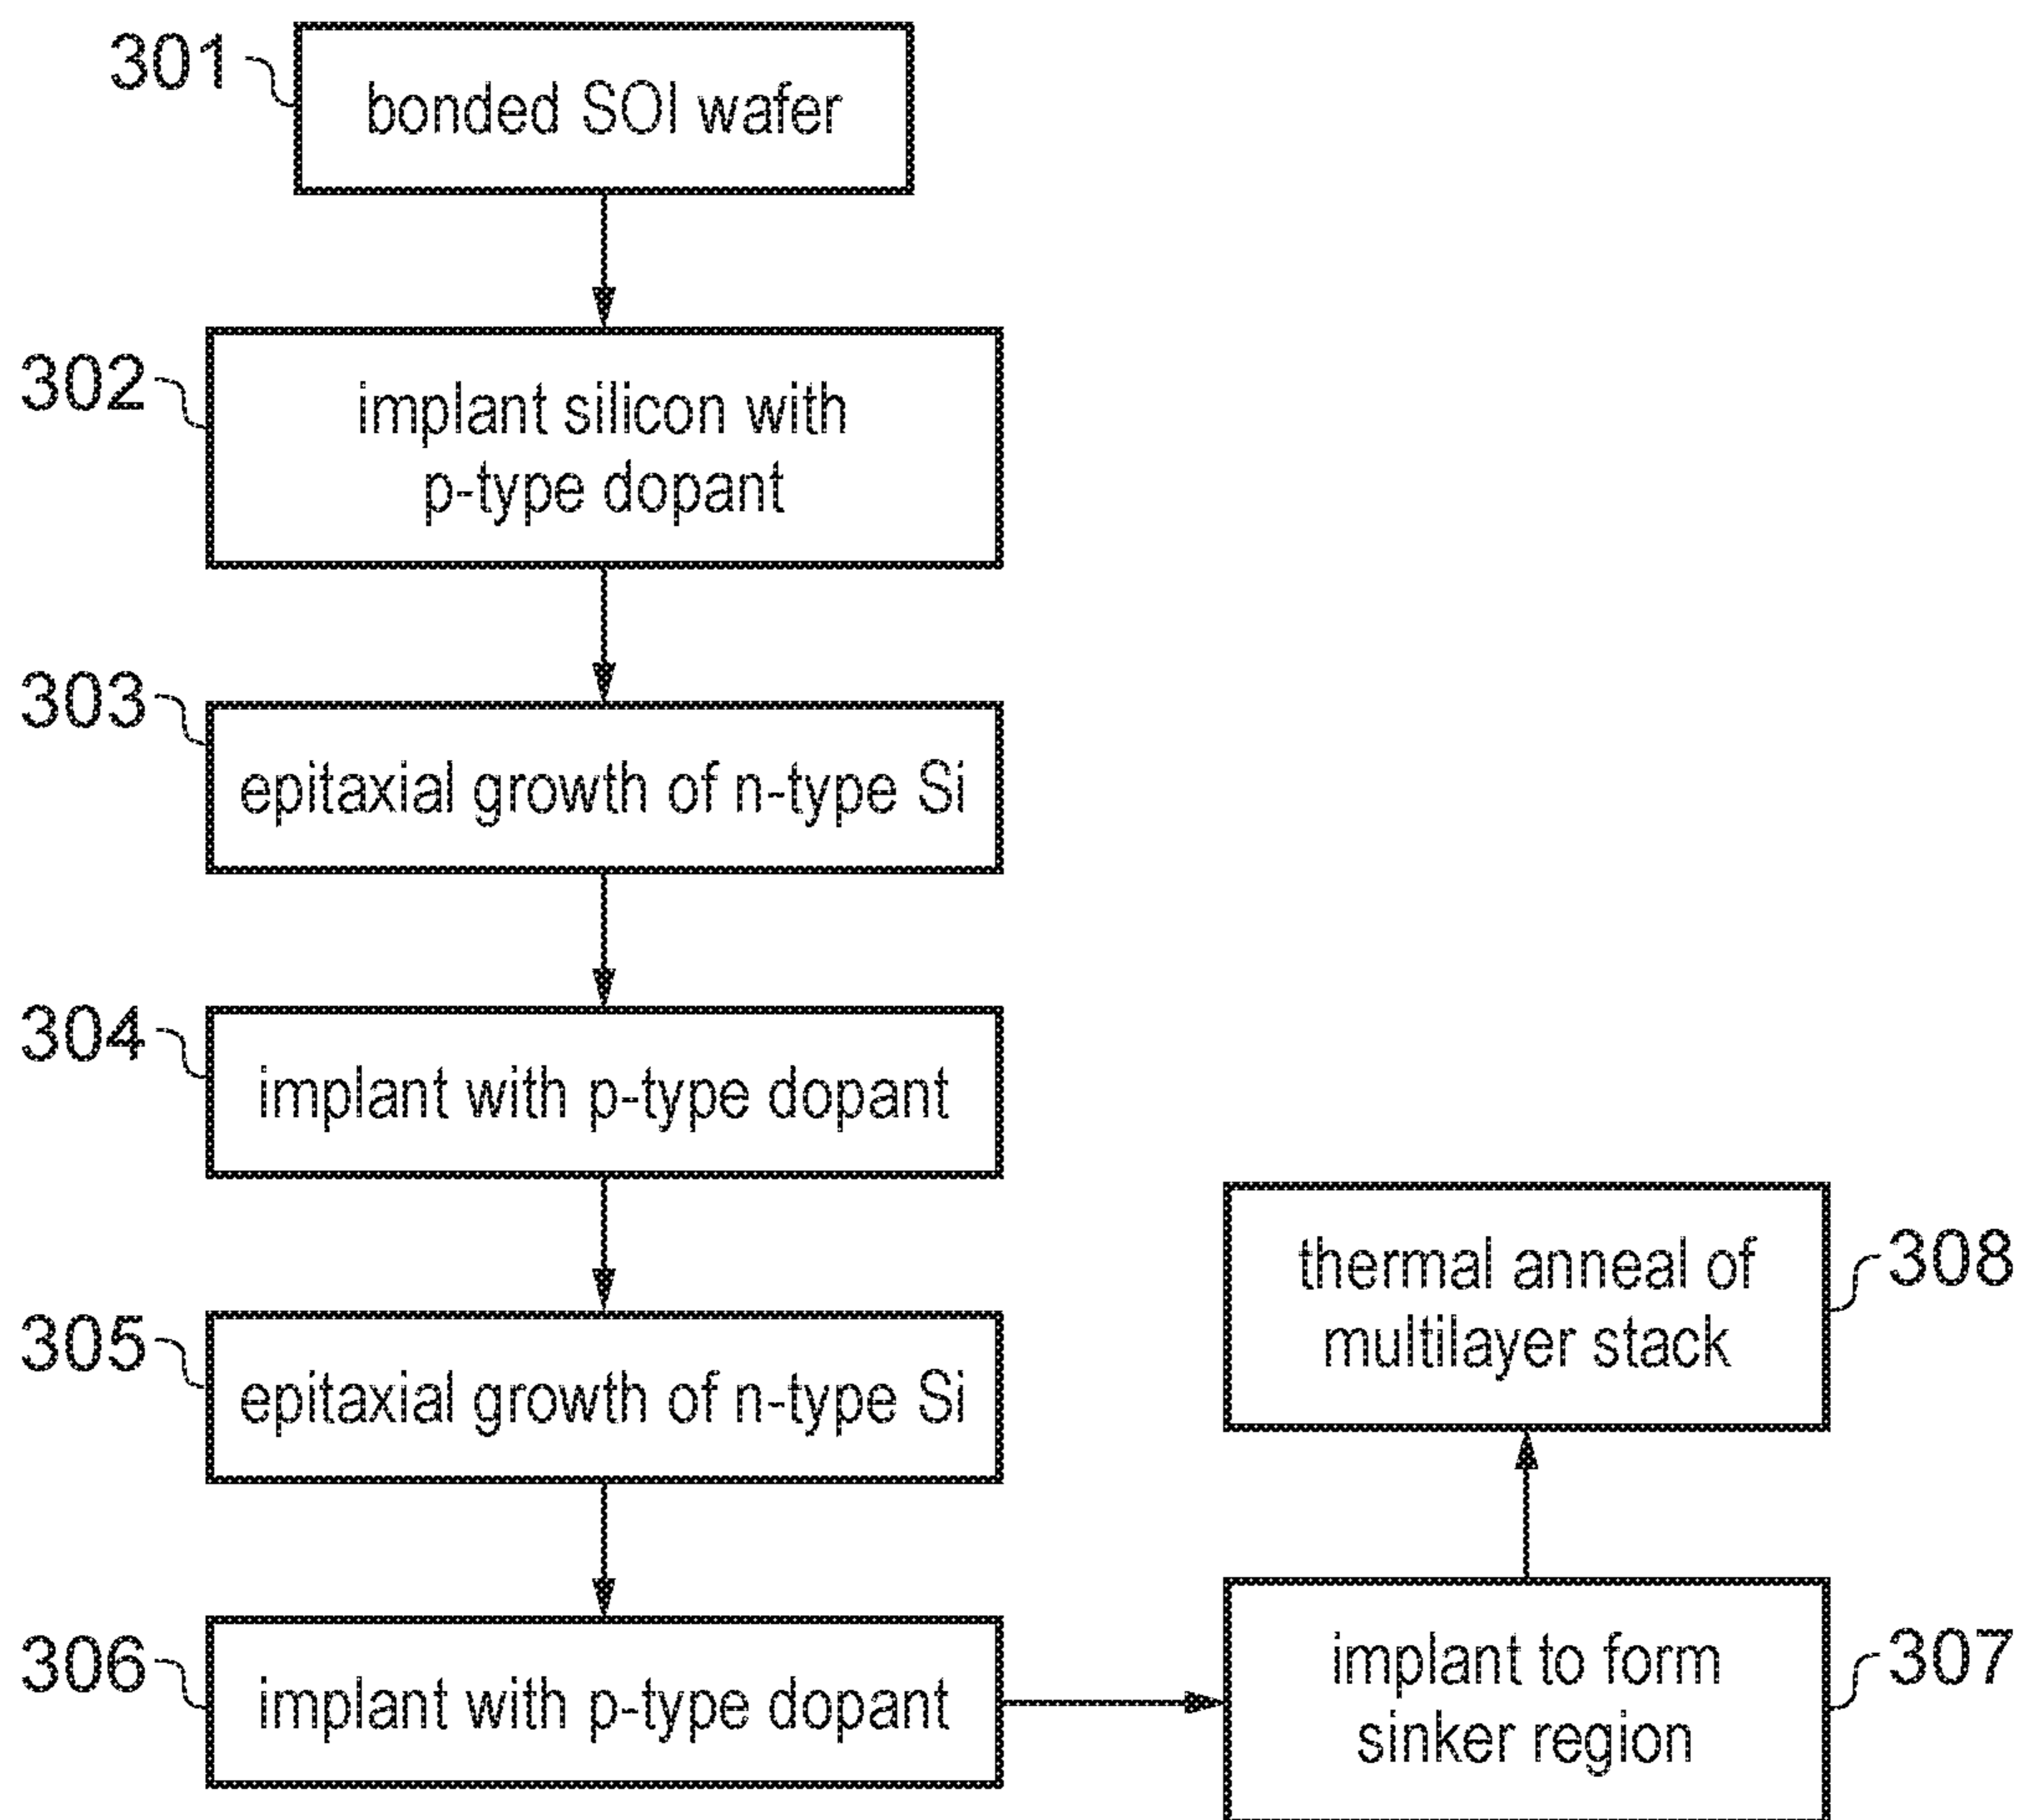 301
bonded SOI wafer
302
implant silicon with
p-type dopant
303
epitaxial growth of n-type Si
304
implant with p-type dopant
305
epitaxial growth of n-type Si
306
implant with p-type dopant
307
implant to form
sinker region
308
thermal anneal of
multilayer stack